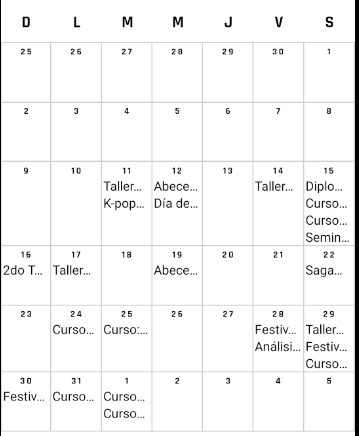 D L M M J V S
25 26 27 28 29 30 1
2 3 4 5 6 7 8
9 10 11 12 13 14 15
Taller... Abece... Taller... Diplo...
K-pop... Día de... Curso...
Curso...
Semin...
16 17 18 19 20 21 22
2do T... Taller... Abece... Saga...
23 24 25 26 27 28 29
Curso... Curso:... Festiv... Taller...
Análisi... Festiv...
Curso...
30 31 1 2 3 4 5
Festiv... Curso... Curso...
Curso...